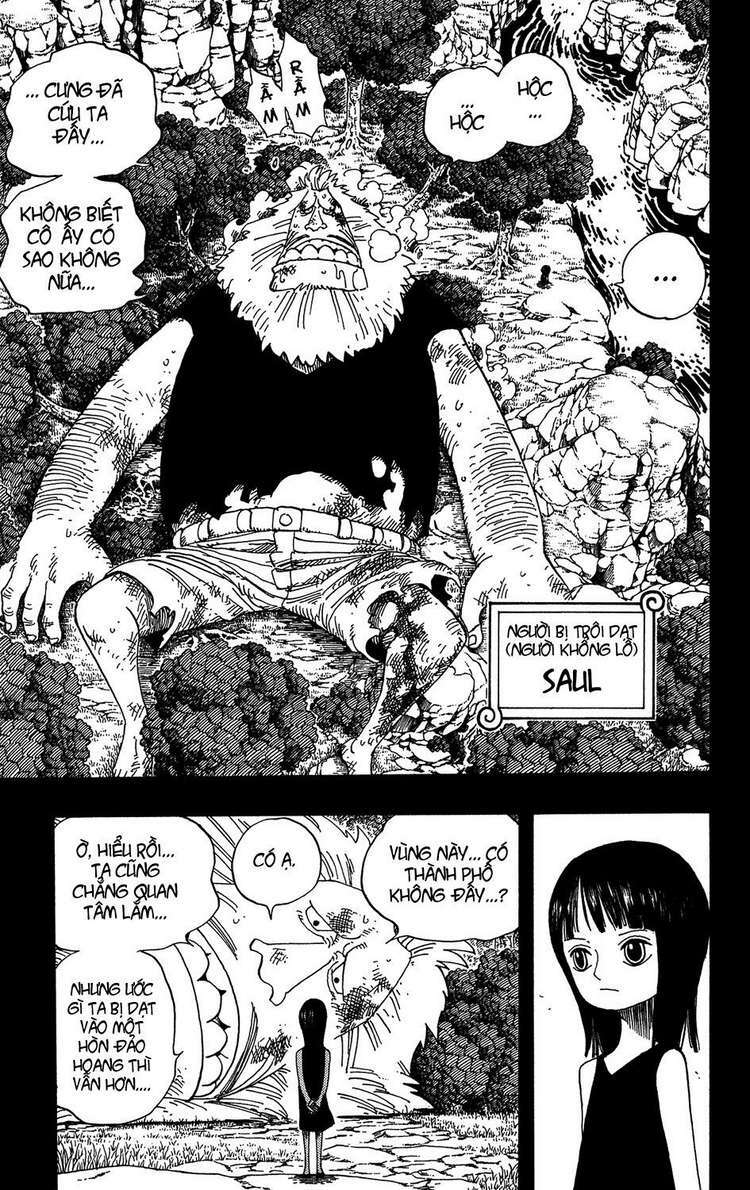 HỘC
...
...
HỘC
RẦM
RẦM
... CƯNG ĐÃ
CỨU TA
ĐẤY...
KHÔNG BIẾT
CÔ ẤY CÓ
SAO KHÔNG
NỮA...
...
NGƯỜI BỊ TRÔI DẠT
(NGƯỜI KHỔNG LỒ)
SAUL
VÙNG NÀY... CÓ
THÀNH PHỐ
KHÔNG ĐẤY...?
CÓ Ạ.
Ờ, HIỂU RỒI...
TA CŨNG
CHẲNG QUAN
TÂM LẮM...
NHƯNG ƯỚC
GÌ TA BỊ DẠT
VÀO MỘT
HÒN ĐẢO
HOANG THÌ
VẪN HƠN....